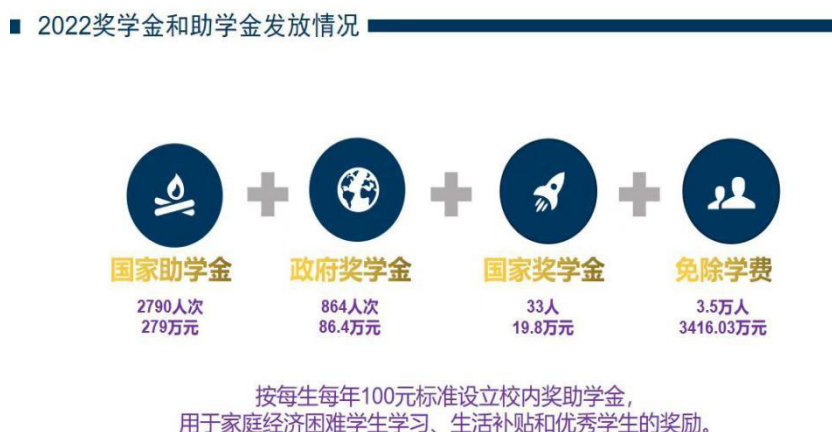 2022奖学金和助学金发放情况
国家助学金
2790人次
279万元
政府奖学金
864人次
86.4万元
国家奖学金
33人
19.8万元
免除学费
3.5万人
3416.03万元
按每生每年100元标准设立校内奖助学金，
用于家庭经济困难学生学习、生活补贴和优秀学生的奖励。